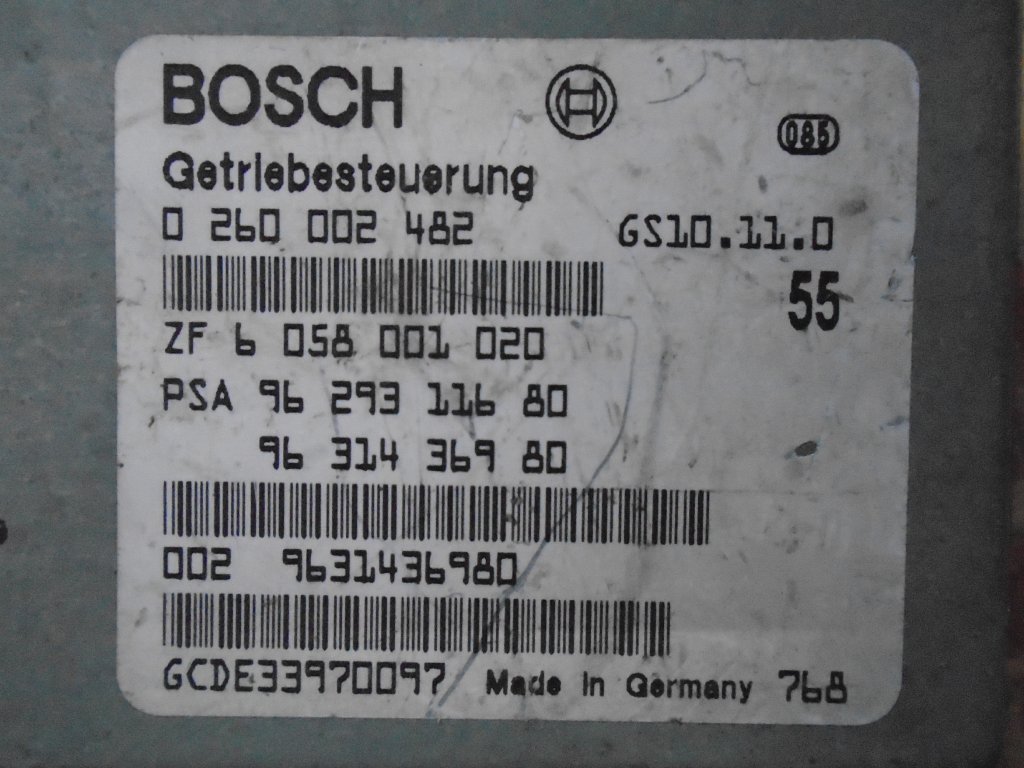 BOSCH
085
Getriebesteuerung
0 260 002 482 GS10.11.0
55
ZF 6 058 001 020
PSA 96 293 116 80
96 314 369 80
002 9631436980
GCDE33970097 Made in Germany 768